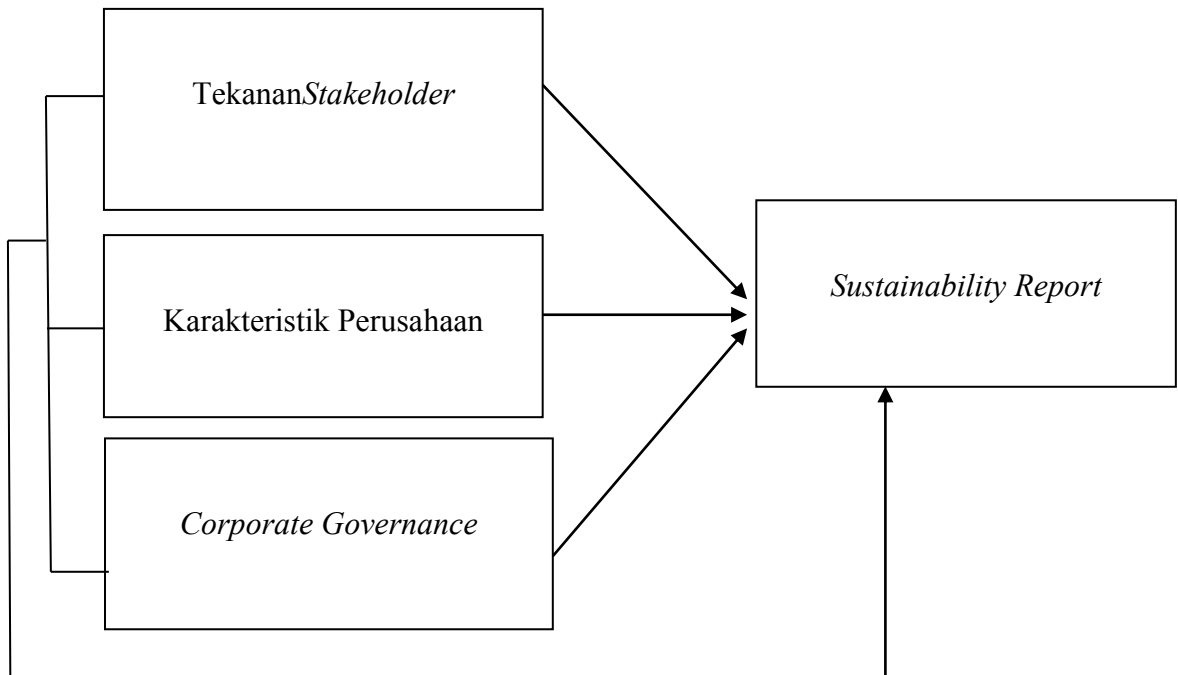 TekananStakeholder
Karakteristik Perusahaan
Corporate Governance
Sustainability Report